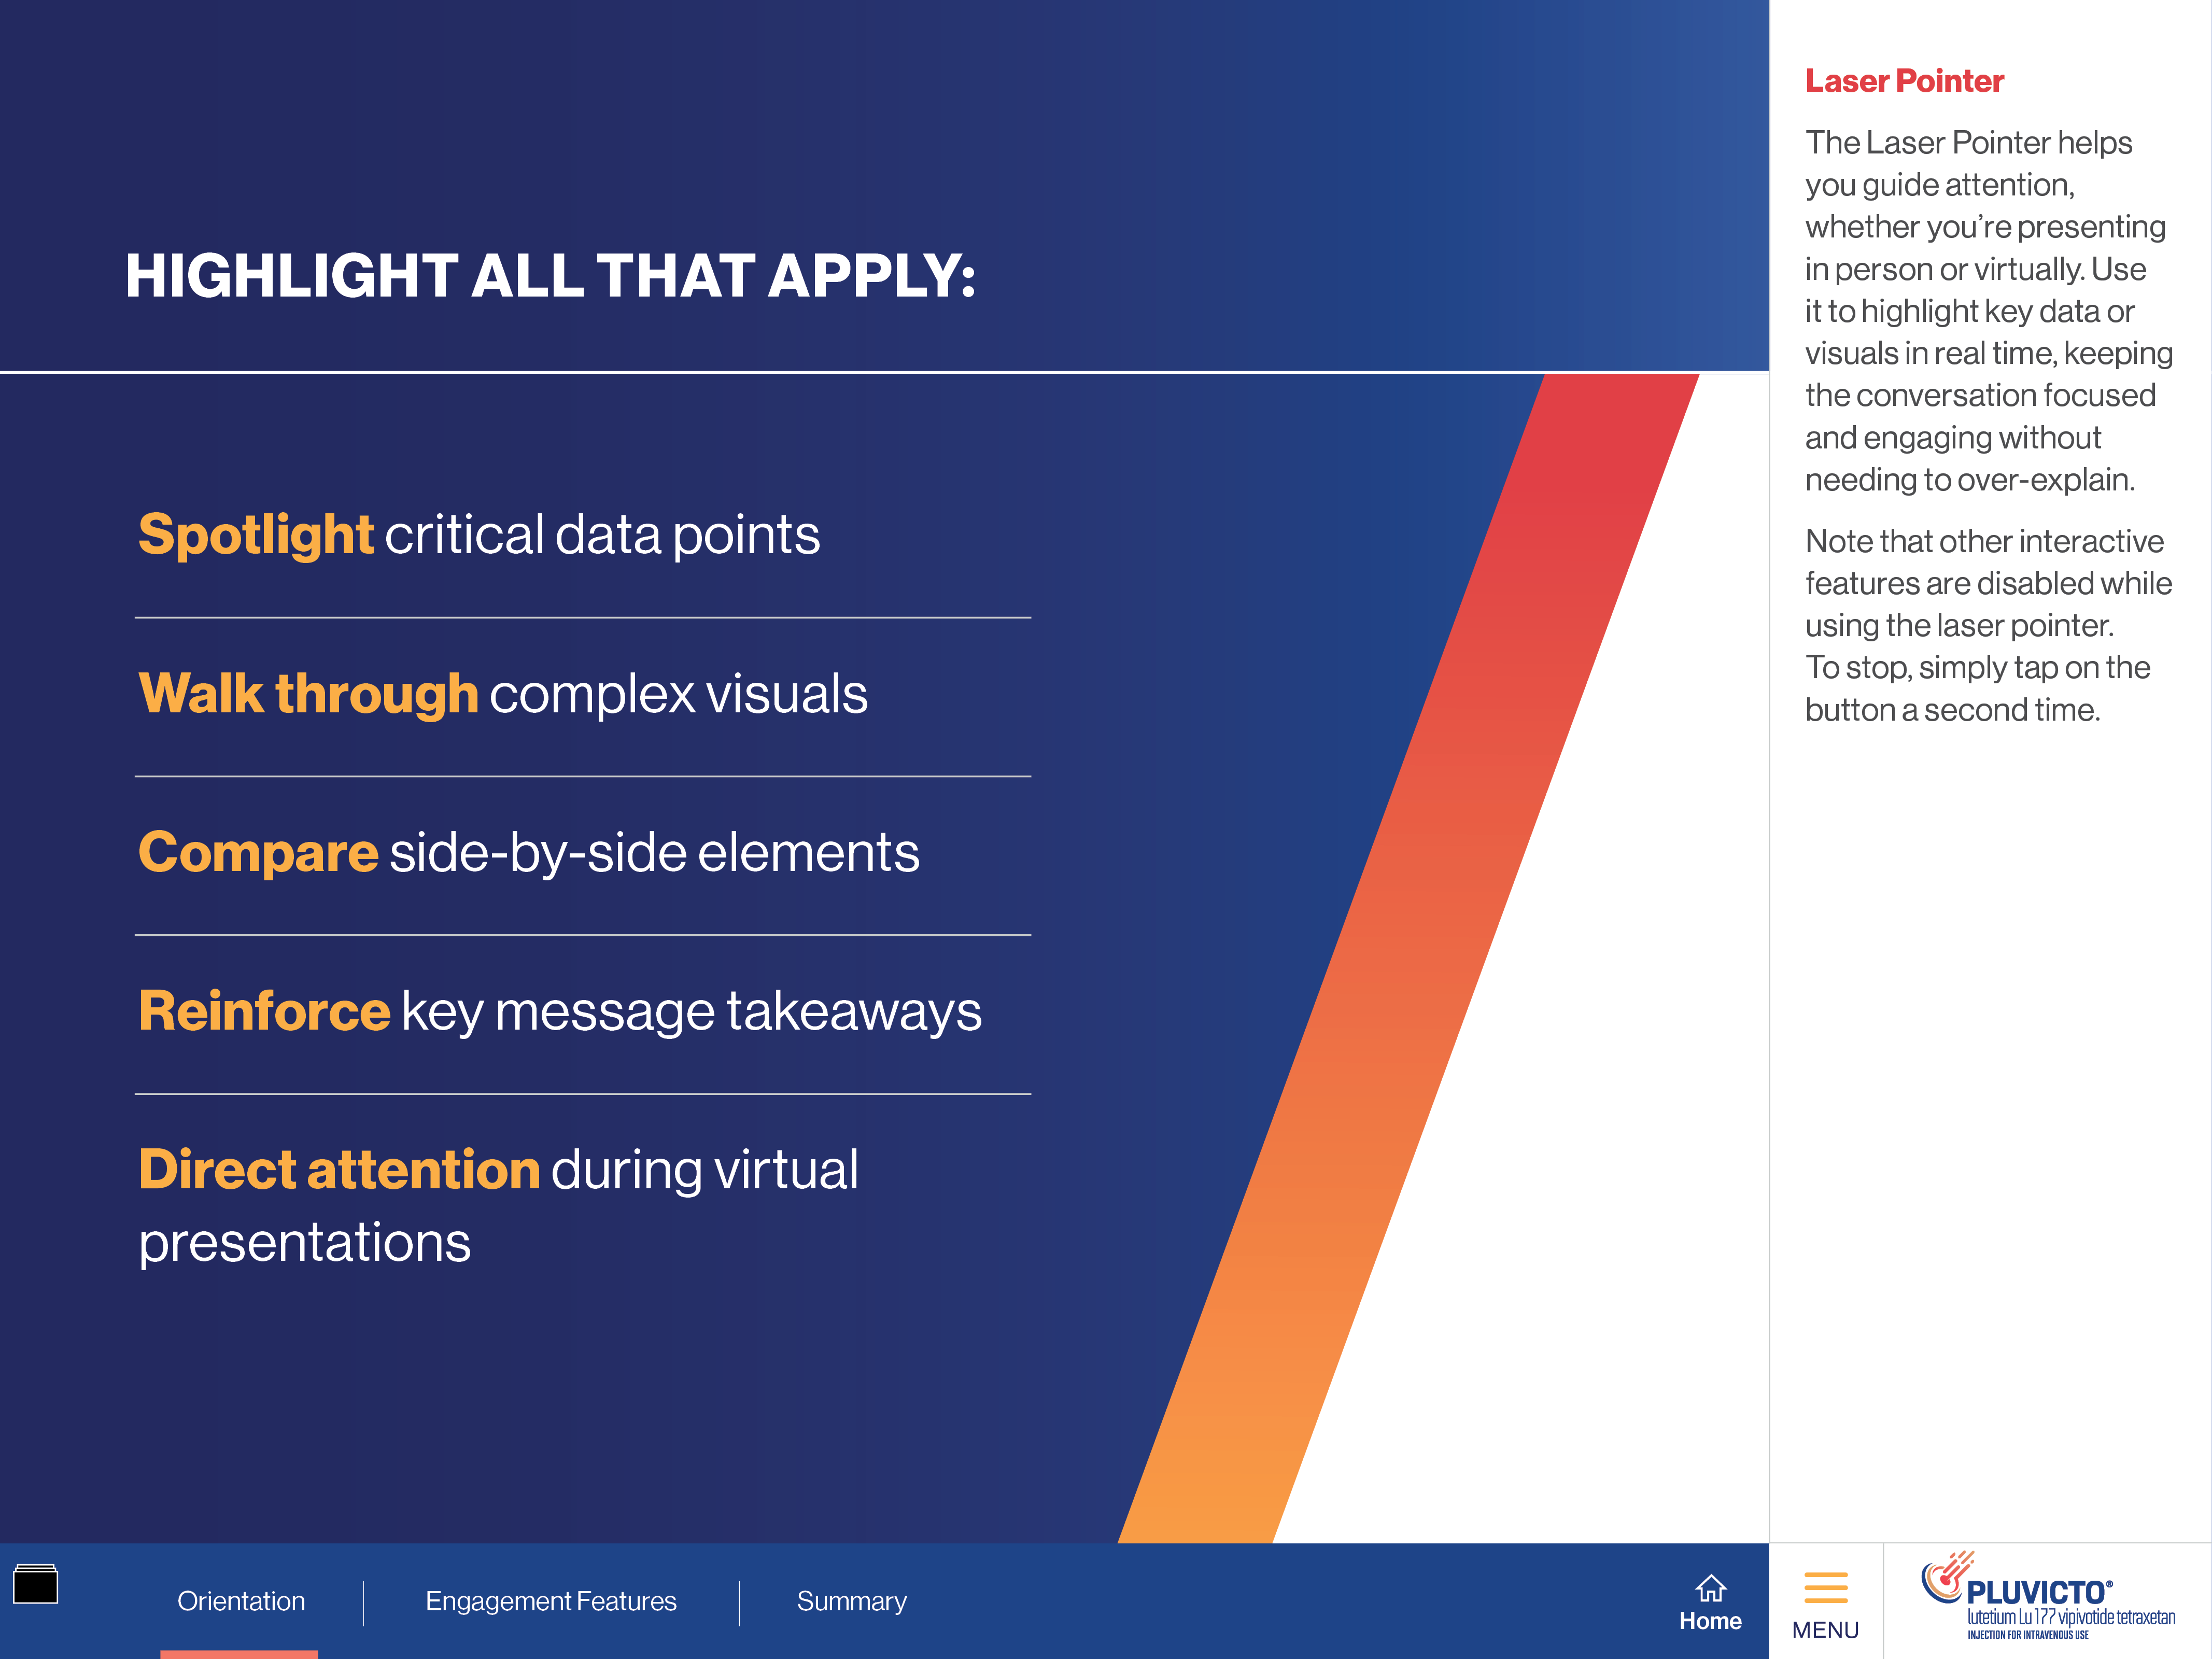 HIGHLIGHT ALL THAT APPLY:
Spotlight critical data points
Walk through complex visuals
Compare side-by-side elements
Reinforce key message takeaways
Direct attention during virtual
presentations
Laser Pointer
The Laser Pointer helps
you guide attention,
whether you’re presenting
in person or virtually. Use
it to highlight key data or
visuals in real time, keeping
the conversation focused
and engaging without
needing to over-explain.
Note that other interactive
features are disabled while
using the laser pointer.
To stop, simply tap on the
button a second time.
Orientation
Engagement Features
Summary
Home
MENU
PLUVICTO®
lutetium Lu 177 vipivotide tetraxetan
INJECTION FOR INTRAVENOUS USE